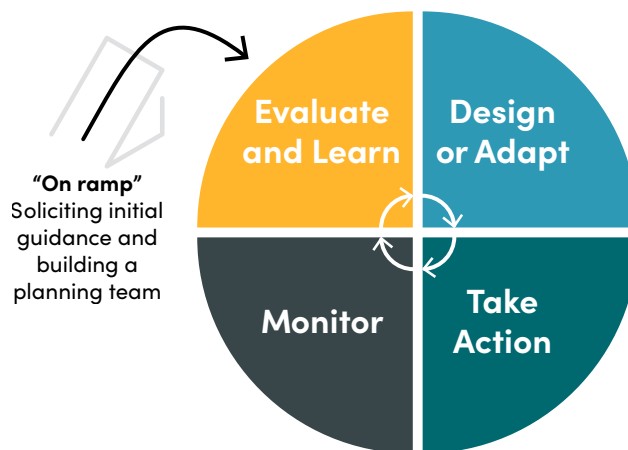 Evaluate
and Learn
Design
or Adapt
“On ramp”
Soliciting initial
guidance and
building a
planning team
Monitor
Take
Action